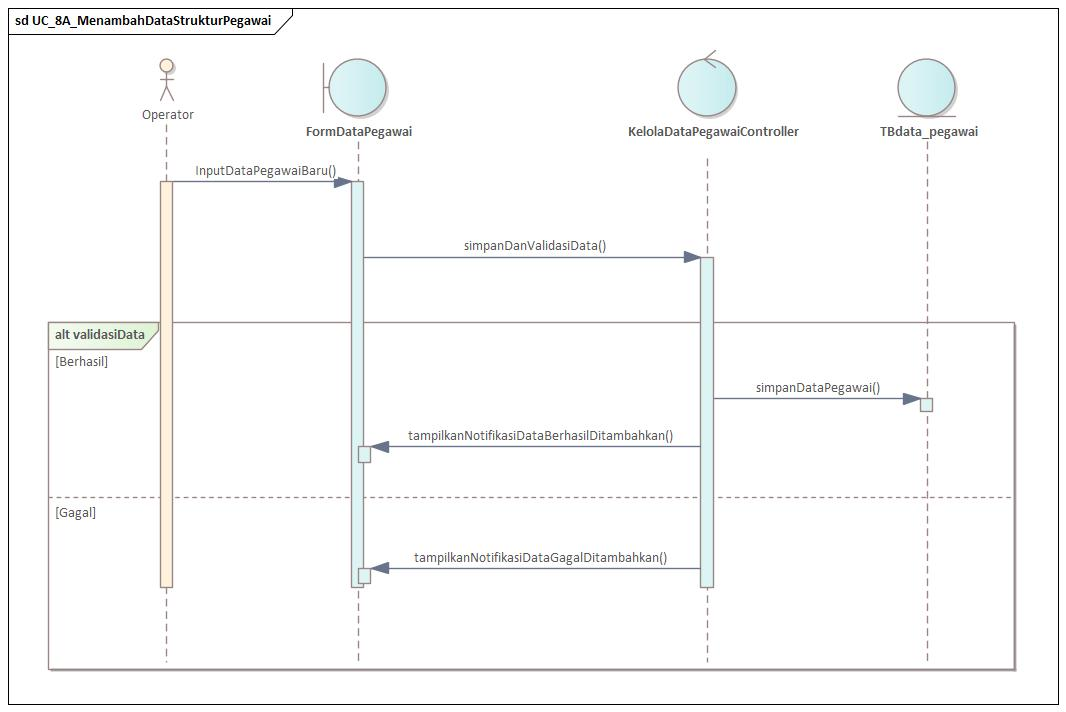 sd UC_8A_MenambahDataStrukturPegawai
Operator
FormDataPegawai
KelolaDataPegawaiController
TBdata_pegawai
InputDataPegawaiBaru()
simpanDanValidasiData()
alt validasiData
[Berhasil]
simpanDataPegawai()
tampilkanNotifikasiDataBerhasilDitambahkan()
[Gagal]
tampilkanNotifikasiDataGagalDitambahkan()